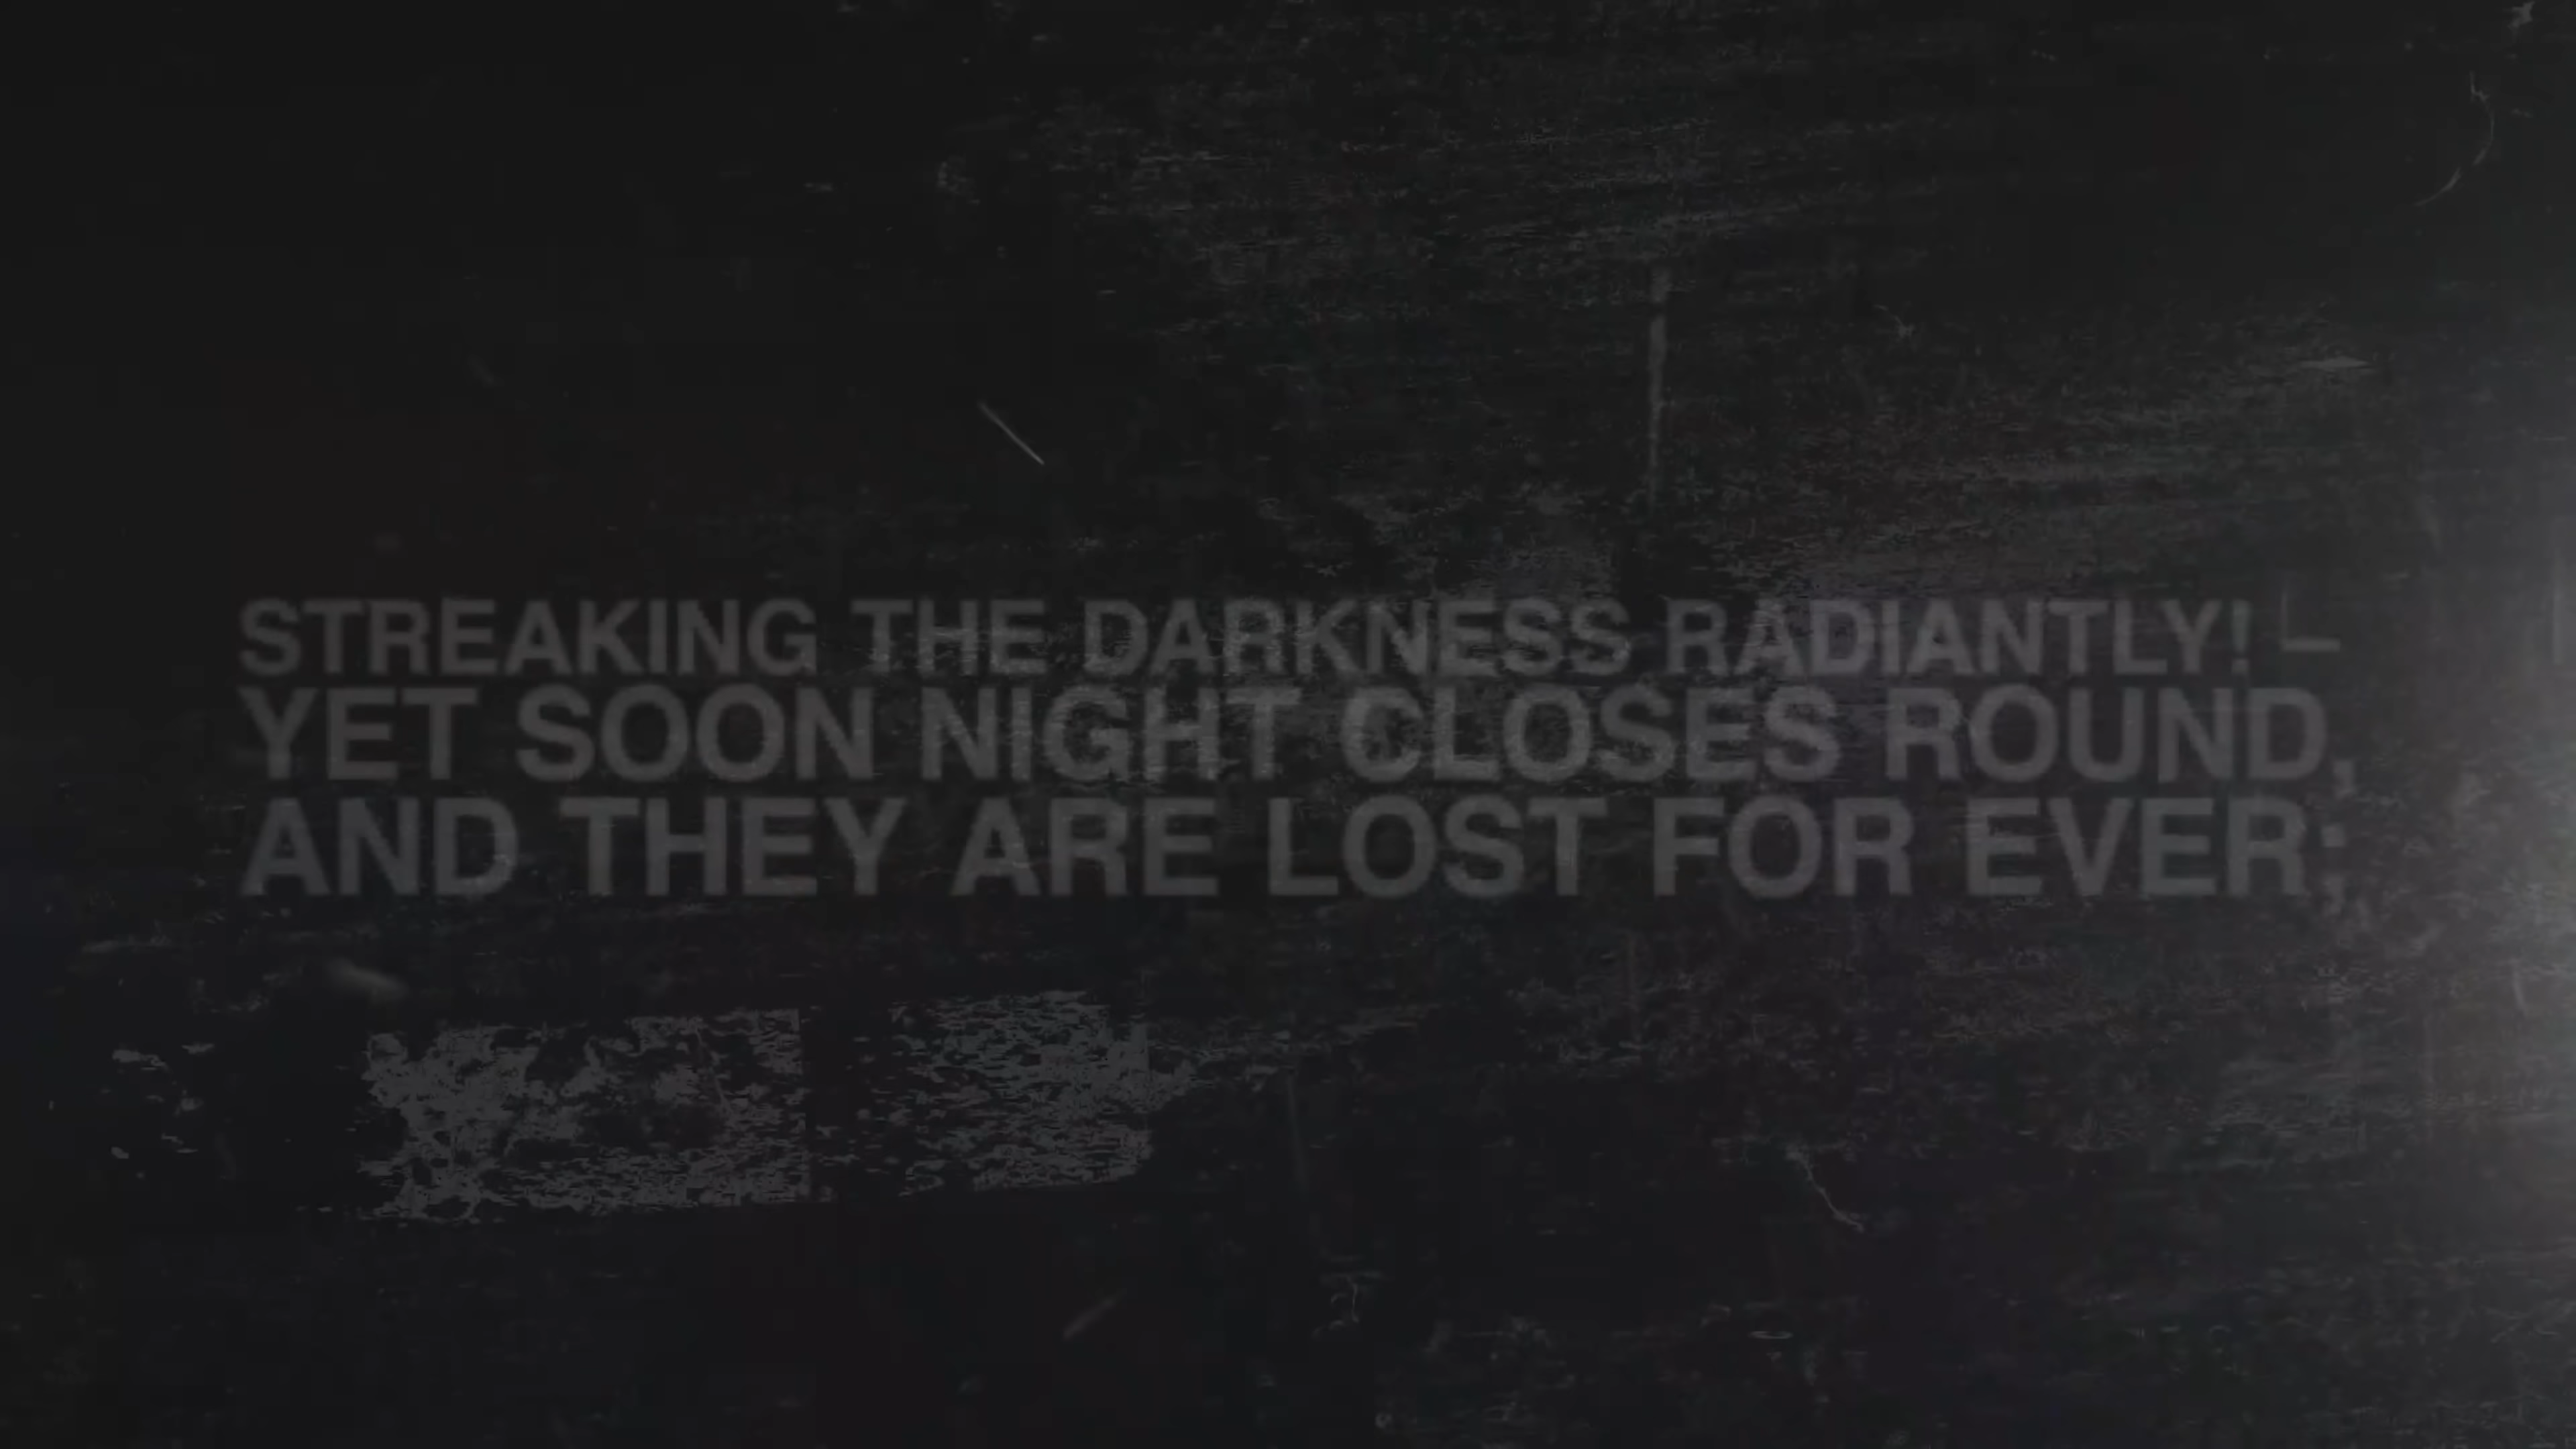 STREAKING THE DARKNESS RADIANTLY! –
YET SOON NIGHT CLOSES ROUND,
AND THEY ARE LOST FOR EVER;